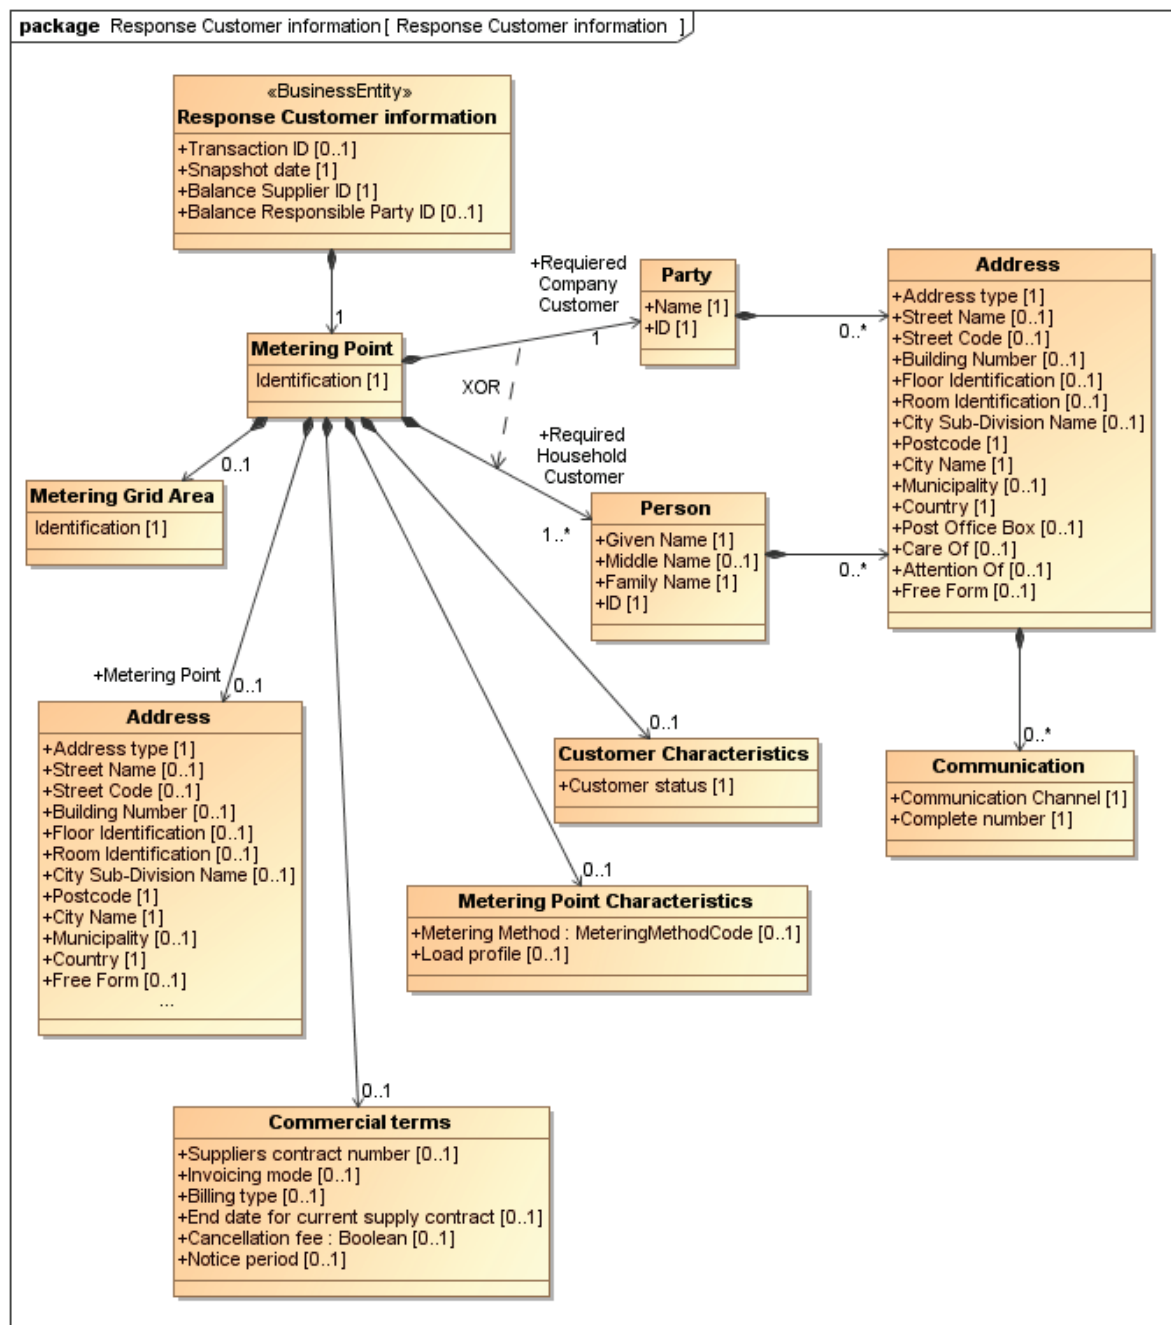 package Response Customer information [ Response Customer information ]
«BusinessEntity»
Response Customer information
+Transaction ID [0..1]
+Snapshot date [1]
+Balance Supplier ID [1]
+Balance Responsible Party ID [0..1]
1
Metering Point
Identification [1]
+Requiered
Company
Customer
1
XOR
+Required
Household
Customer
1..*
Party
+Name [1]
+ID [1]
0..*
Person
+Given Name [1]
+Middle Name [0..1]
+Family Name [1]
+ID [1]
0..*
Address
+Address type [1]
+Street Name [0..1]
+Street Code [0..1]
+Building Number [0..1]
+Floor Identification [0..1]
+Room Identification [0..1]
+City Sub-Division Name [0..1]
+Postcode [1]
+City Name [1]
+Municipality [0..1]
+Country [1]
+Post Office Box [0..1]
+Care Of [0..1]
+Attention Of [0..1]
+Free Form [0..1]
0..*
Communication
+Communication Channel [1]
+Complete number [1]
0..1
Metering Grid Area
Identification [1]
+Metering Point
0..1
Address
+Address type [1]
+Street Name [0..1]
+Street Code [0..1]
+Building Number [0..1]
+Floor Identification [0..1]
+Room Identification [0..1]
+City Sub-Division Name [0..1]
+Postcode [1]
+City Name [1]
+Municipality [0..1]
+Country [1]
+Free Form [0..1]
...
0..1
Customer Characteristics
+Customer status [1]
0..1
Metering Point Characteristics
+Metering Method : MeteringMethodCode [0..1]
+Load profile [0..1]
0..1
Commercial terms
+Suppliers contract number [0..1]
+Invoicing mode [0..1]
+Billing type [0..1]
+End date for current supply contract [0..1]
+Cancellation fee : Boolean [0..1]
+Notice period [0..1]